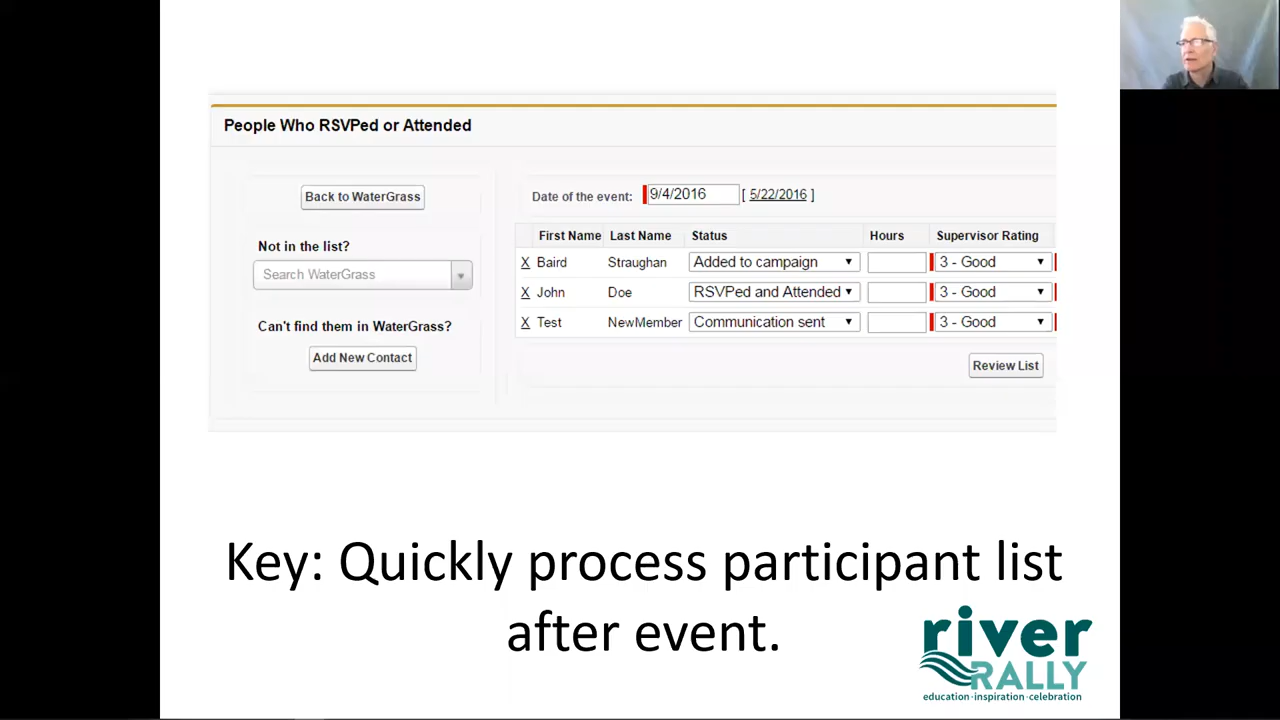 People Who RSVPed or Attended
Back to WaterGrass
Not in the list?
Search WaterGrass
Can't find them in WaterGrass?
Add New Contact
Date of the event: 9/4/2016 [ 5/22/2016 ]
First Name Last Name Status Hours Supervisor Rating
X Baird Straughan Added to campaign 3 - Good
X John Doe RSVPed and Attended 3 - Good
X Test NewMember Communication sent 3 - Good
Review List
Key: Quickly process participant list
after event.
river
RALLY
education·inspiration·celebration